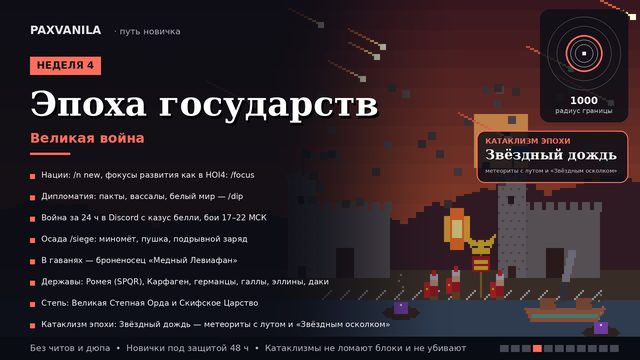 PAXVANILA · путь новичка
НЕДЕЛЯ 4
Эпоха государств
Великая война
Нации: /n new, фокусы развития как в HOI4: /focus
Дипломатия: пакты, вассалы, белый мир — /dip
Война за 24 ч в Discord с казус белли, бои 17–22 МСК
Осада /siege: миномёт, пушка, подрывной заряд
В гаванях — броненосец «Медный Левиафан»
Державы: Ромея (SPQR), Карфаген, германцы, галлы, эллины, даки
Степь: Великая Степная Орда и Скифское Царство
Катаклизм эпохи: Звёздный дождь — метеориты с лутом и «Звёздным осколком»
1000
радиус границы
КАТАКЛИЗМ ЭПОХИ
Звёздный дождь
метеориты с лутом и «Звёздным осколком»
Без читов и дюпа • Новички под защитой 48 ч • Катаклизмы не ломают блоки и не убивают